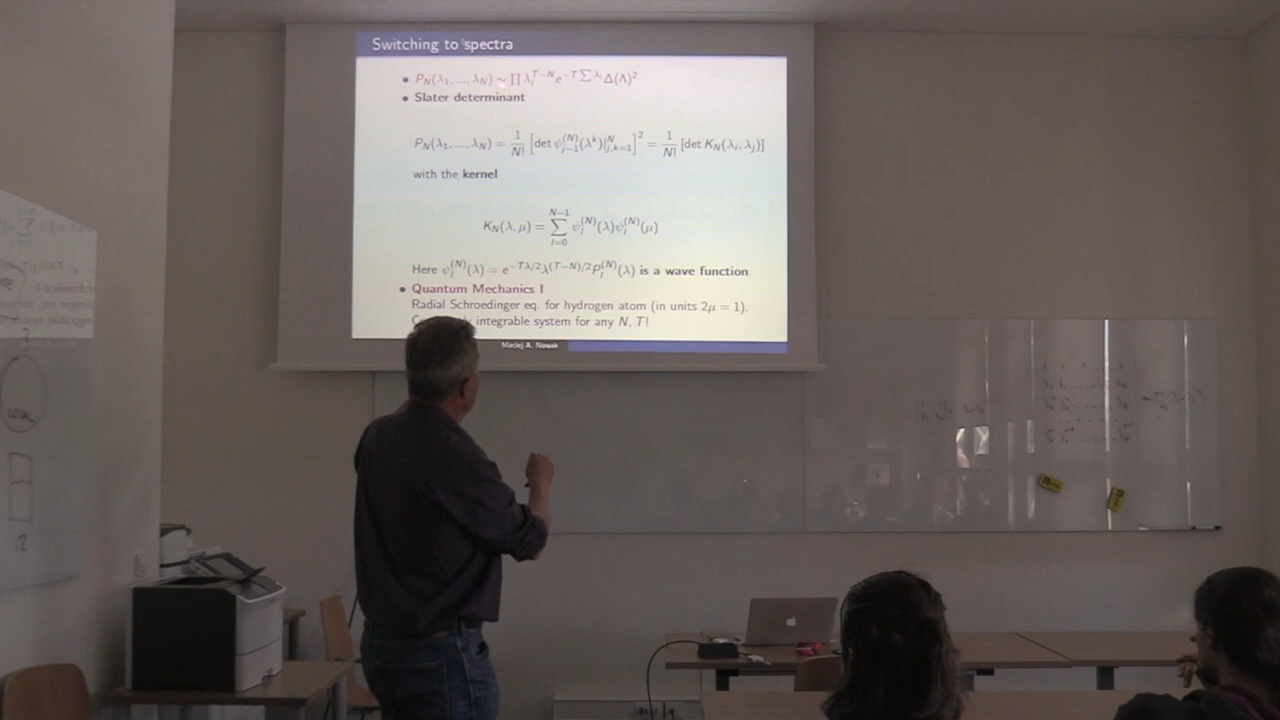 Switching to spectra
• P_N(λ_1, ..., λ_N) ~ ∏ λ_i^{T−N} e^{−T ∑ λ_i} Δ(Λ)^2
• Slater determinant
P_N(λ_1, ..., λ_N) = 1/N! [det ψ_{j−1}^{(N)}(λ^k)|_{j,k=1}^N]^2 = 1/N! [det K_N(λ_i, λ_j)]
with the kernel
K_N(λ, μ) = ∑_{l=0}^{N−1} ψ_l^{(N)}(λ)ψ_l^{(N)}(μ)
Here ψ_l^{(N)}(λ) = e^{−Tλ/2} λ^{(T−N)/2} P_l^{(N)}(λ) is a wave function
• Quantum Mechanics I
Radial Schroedinger eq. for hydrogen atom (in units 2μ = 1).
integrable system for any N, T!
Maciej A. Nowak